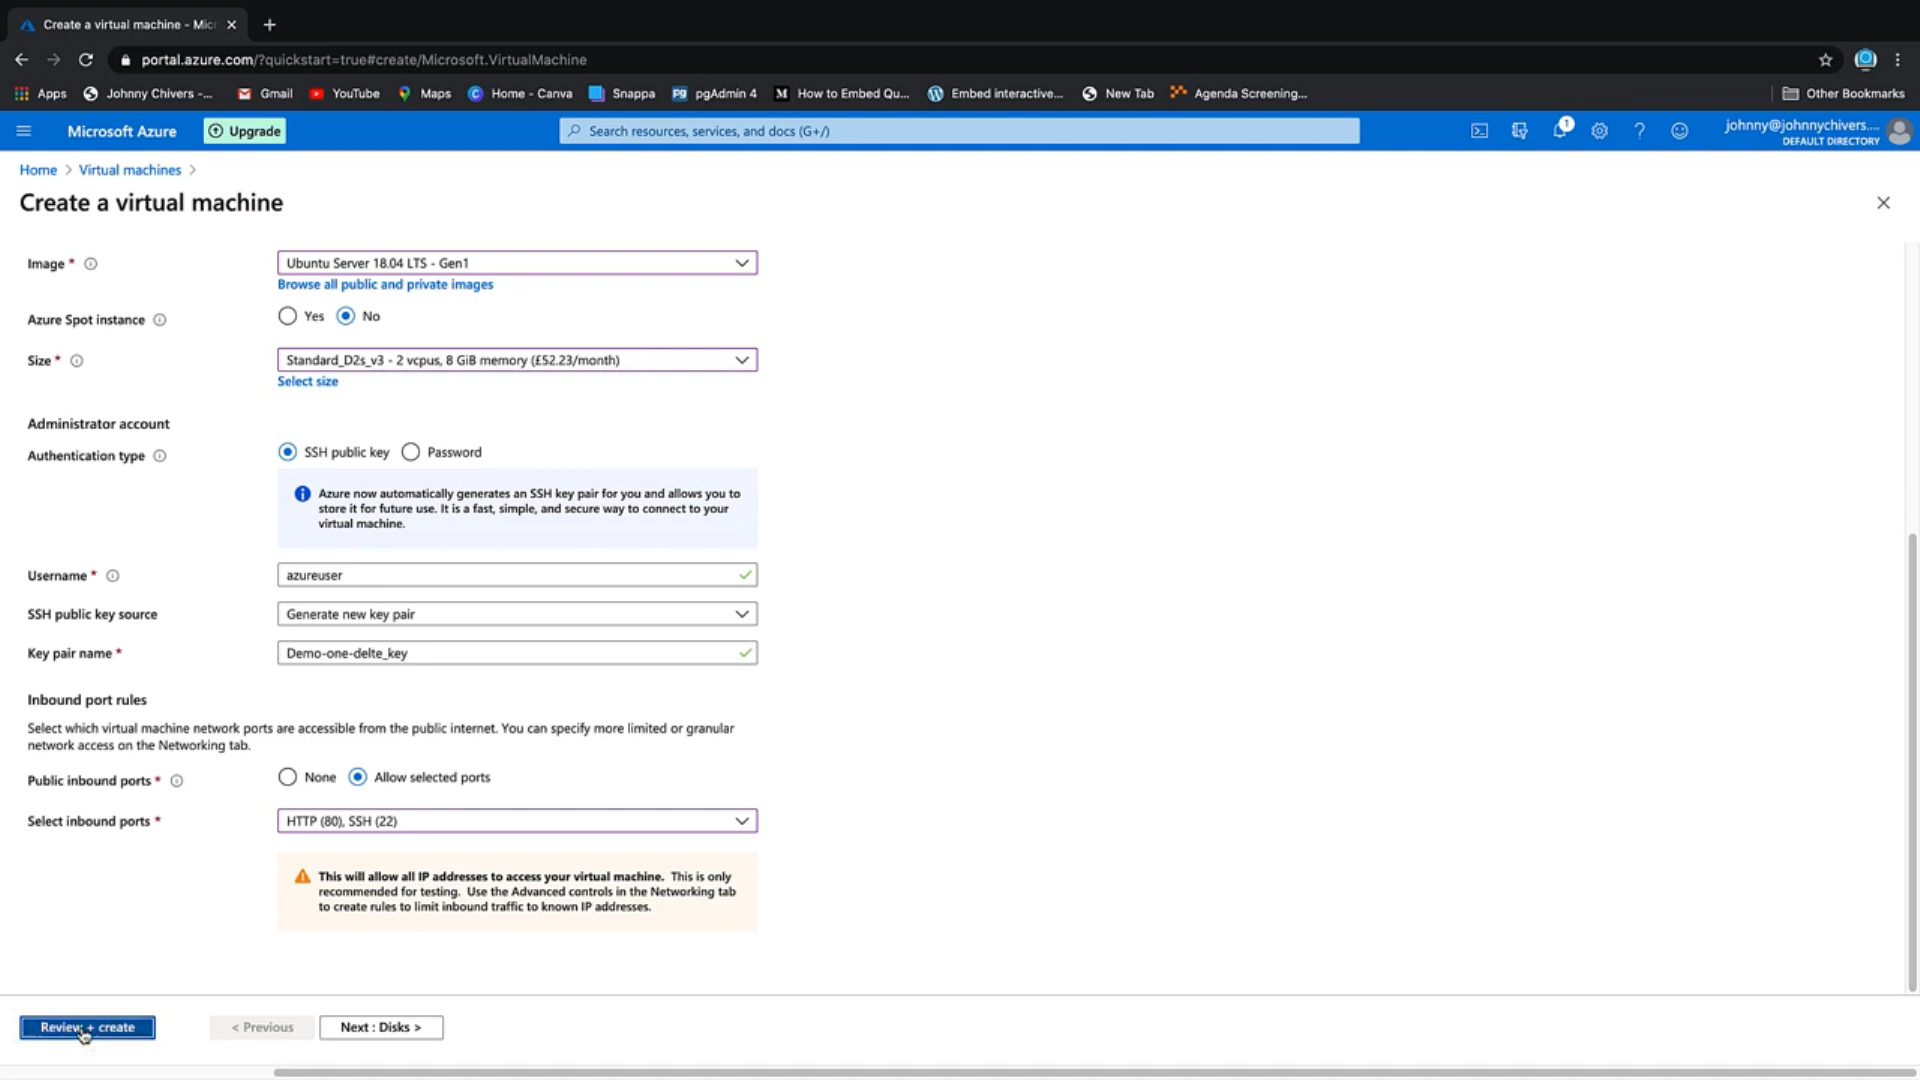 Create a virtual machine - Mic
portal.azure.com/?quickstart=true#create/Microsoft.VirtualMachine
Apps
Johnny Chivers -...
Gmail
YouTube
Maps
Home - Canva
Snappa
pgAdmin 4
How to Embed Qu...
Embed interactive...
New Tab
Agenda Screening...
Other Bookmarks
Microsoft Azure
Upgrade
Search resources, services, and docs (G+/)
1
johnny@johnnychivers....
DEFAULT DIRECTORY
Home > Virtual machines >
Create a virtual machine
Image *
Ubuntu Server 18.04 LTS - Gen1
Browse all public and private images
Azure Spot instance
Yes
No
Size *
Standard_D2s_v3 - 2 vcpus, 8 GiB memory (£52.23/month)
Select size
Administrator account
Authentication type
SSH public key
Password
Azure now automatically generates an SSH key pair for you and allows you to
store it for future use. It is a fast, simple, and secure way to connect to your
virtual machine.
Username *
azureuser
SSH public key source
Generate new key pair
Key pair name *
Demo-one-delte_key
Inbound port rules
Select which virtual machine network ports are accessible from the public internet. You can specify more limited or granular
network access on the Networking tab.
Public inbound ports *
None
Allow selected ports
Select inbound ports *
HTTP (80), SSH (22)
This will allow all IP addresses to access your virtual machine. This is only
recommended for testing. Use the Advanced controls in the Networking tab
to create rules to limit inbound traffic to known IP addresses.
Review + create
< Previous
Next : Disks >